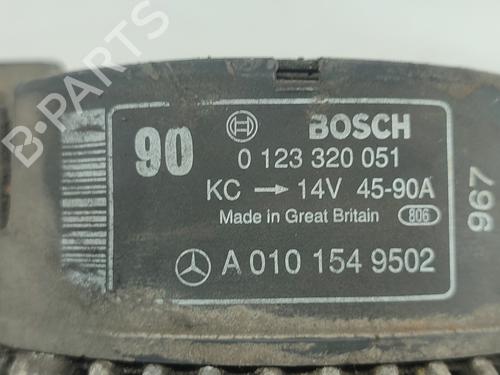 B-PARTS
90
BOSCH
0 123 320 051
KC → 14V 45-90A
Made in Great Britain 806
A 010 154 9502
967